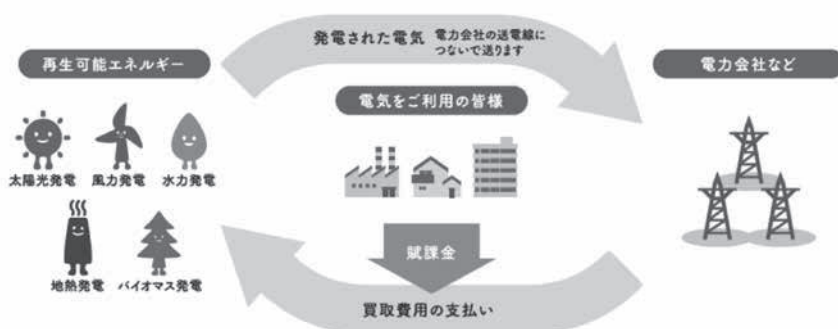 発電された電気 電力会社の送電線に
つないで送ります
再生可能エネルギー
電力会社など
電気をご利用の皆様
太陽光発電 風力発電 水力発電
地熱発電 バイオマス発電
賦課金
買取費用の支払い